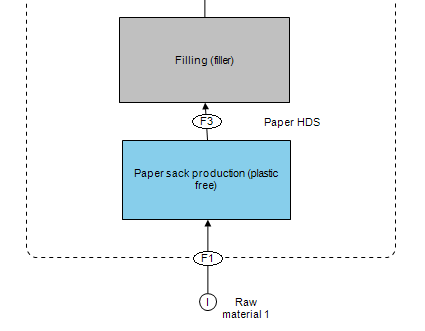 Filling (filler)
F3
Paper HDS
Paper sack production (plastic
free)
F1
I
Raw
material 1